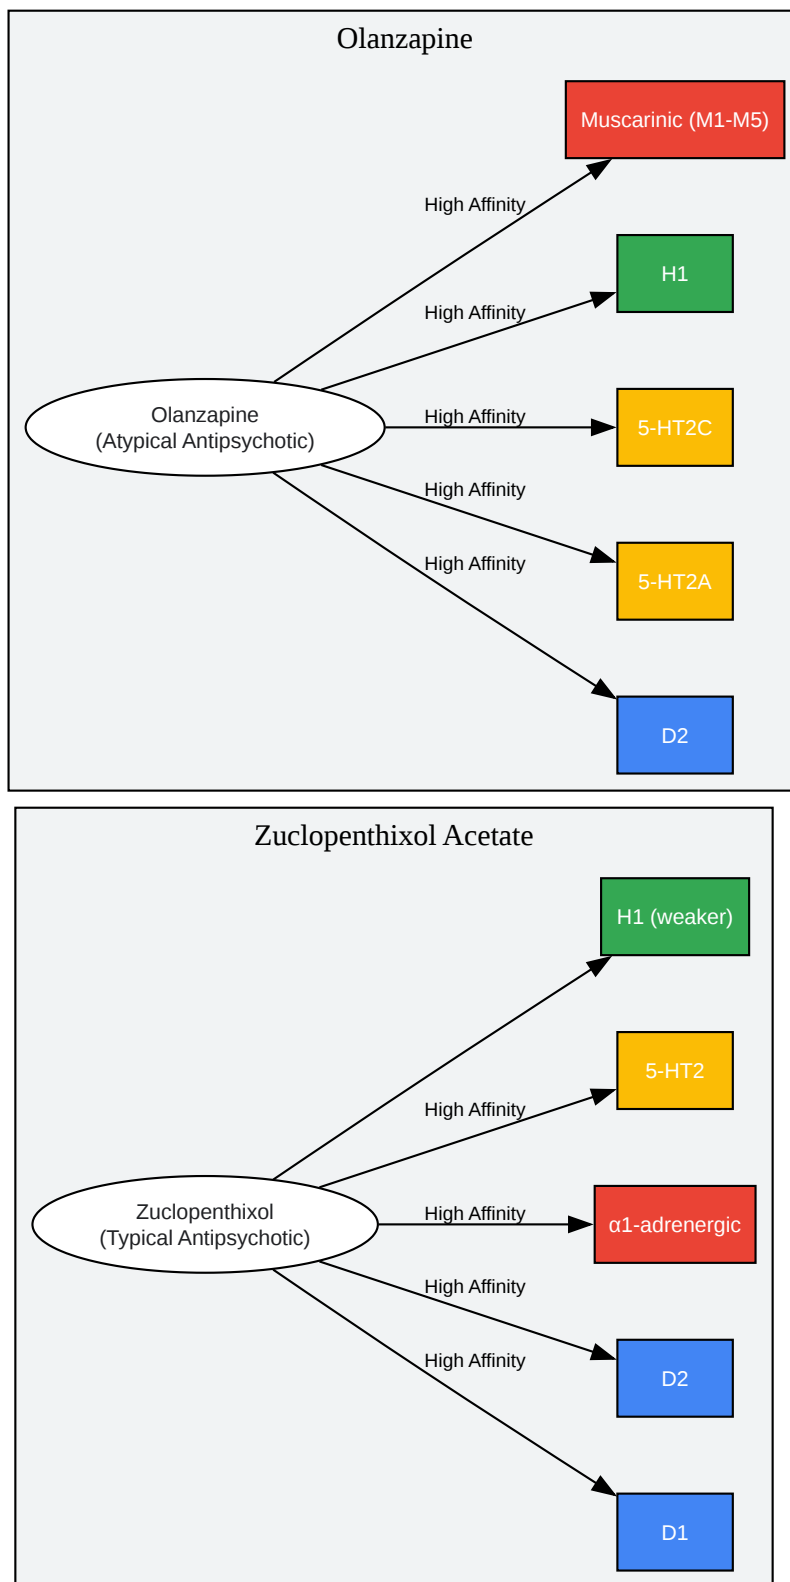 Olanzapine
Muscarinic (M1-M5)
High Affinity
H1
High Affinity
Olanzapine
(Atypical Antipsychotic)
High Affinity
5-HT2C
High Affinity
5-HT2A
High Affinity
D2
Zuclopenthixol Acetate
H1 (weaker)
5-HT2
High Affinity
Zuclopenthixol
(Typical Antipsychotic)
High Affinity
α1-adrenergic
High Affinity
D2
High Affinity
D1